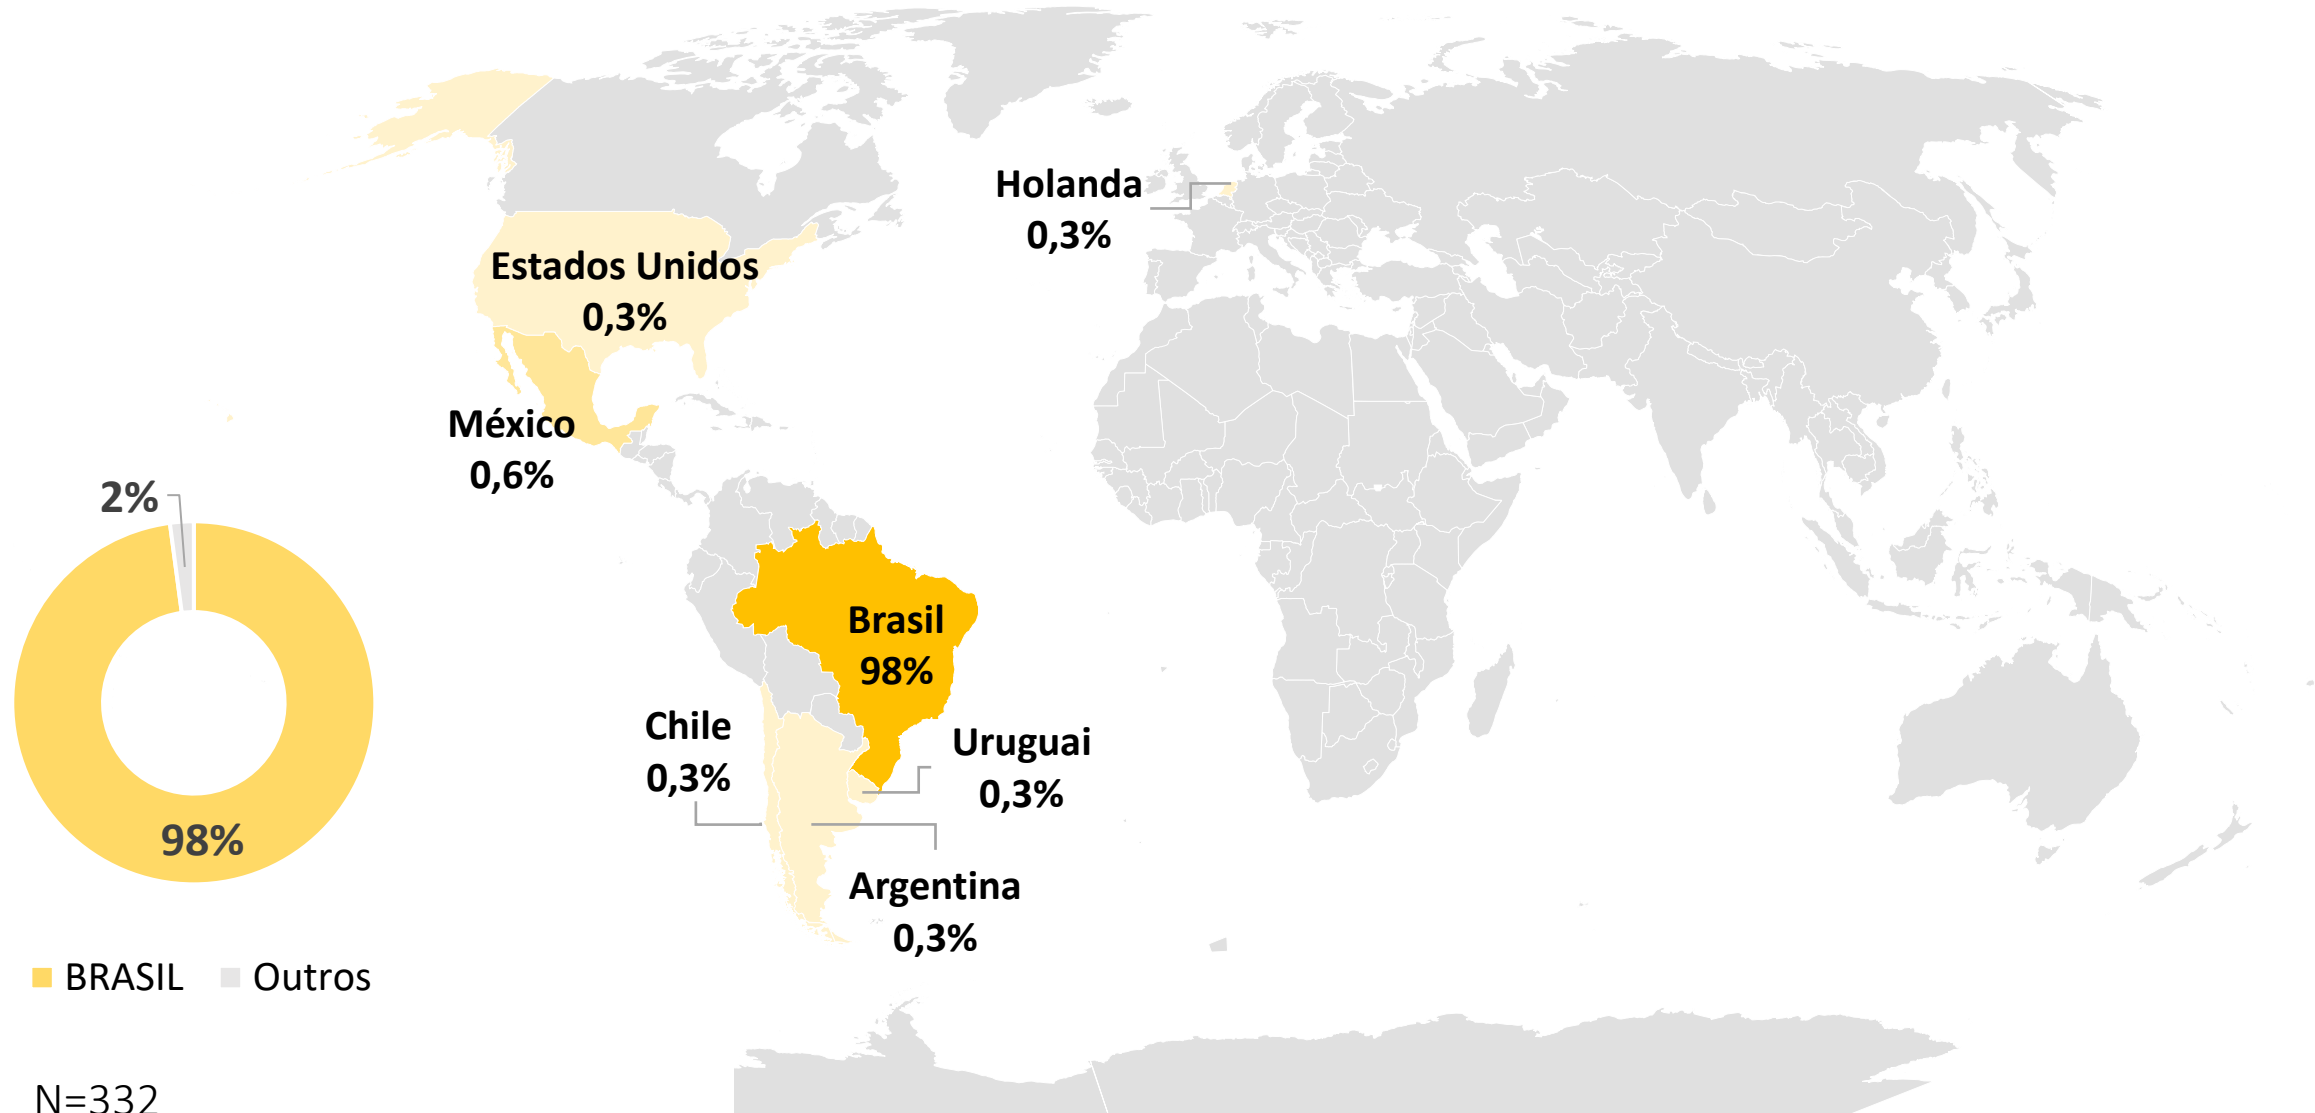 Holanda
0,3%
Estados Unidos
0,3%
México
0,6%
2%
98%
Brasil
98%
Chile
0,3%
Uruguai
0,3%
Argentina
0,3%
BRASIL
Outros
N=332